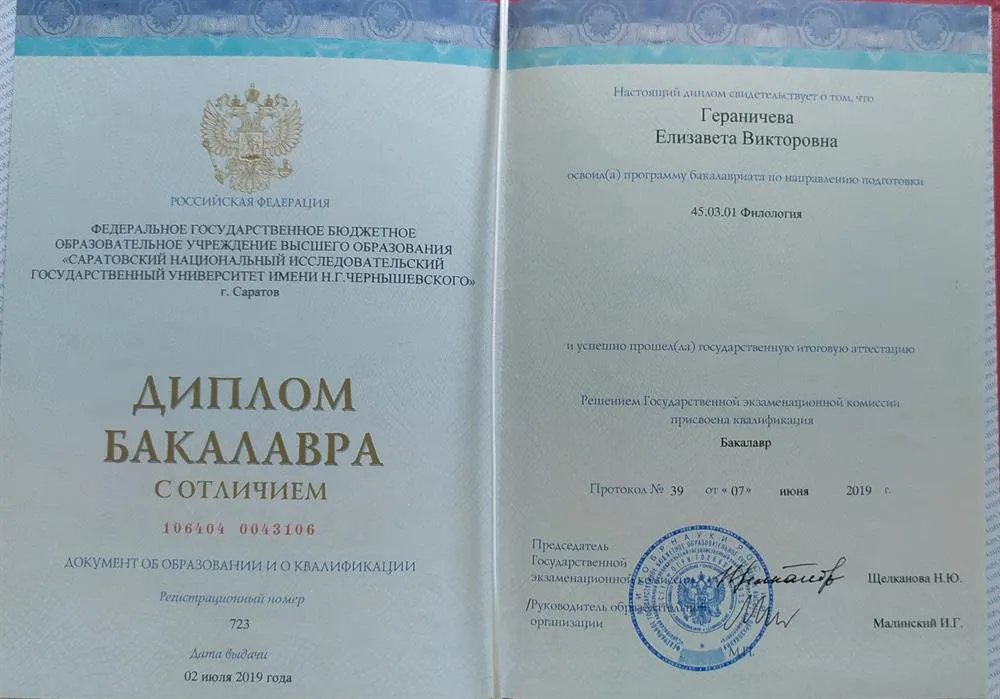 РОССИЙСКАЯ ФЕДЕРАЦИЯ
ФЕДЕРАЛЬНОЕ ГОСУДАРСТВЕННОЕ БЮДЖЕТНОЕ
ОБРАЗОВАТЕЛЬНОЕ УЧРЕЖДЕНИЕ ВЫСШЕГО ОБРАЗОВАНИЯ
«САРАТОВСКИЙ НАЦИОНАЛЬНЫЙ ИССЛЕДОВАТЕЛЬСКИЙ
ГОСУДАРСТВЕННЫЙ УНИВЕРСИТЕТ ИМЕНИ Н.Г.ЧЕРНЫШЕВСКОГО»
г. Саратов
ДИПЛОМ
БАКАЛАВРА
С ОТЛИЧИЕМ
106404 0043106
ДОКУМЕНТ ОБ ОБРАЗОВАНИИ И О КВАЛИФИКАЦИИ
Регистрационный номер
723
Дата выдачи
02 июля 2019 года
Настоящий диплом свидетельствует о том, что
Гераничева
Елизавета Викторовна
освоил(а) программу бакалавриата по направлению подготовки
45.03.01 Филология
и успешно прошел(ла) государственную итоговую аттестацию
Решением Государственной экзаменационной комиссии
присвоена квалификация
Бакалавр
Протокол № 39 от « 07 » июня 2019 г.
Председатель
Государственной
экзаменационной комиссии Щелканова Н.Ю.
/Руководитель образовательной
организации Малинский И.Г.
М.П.